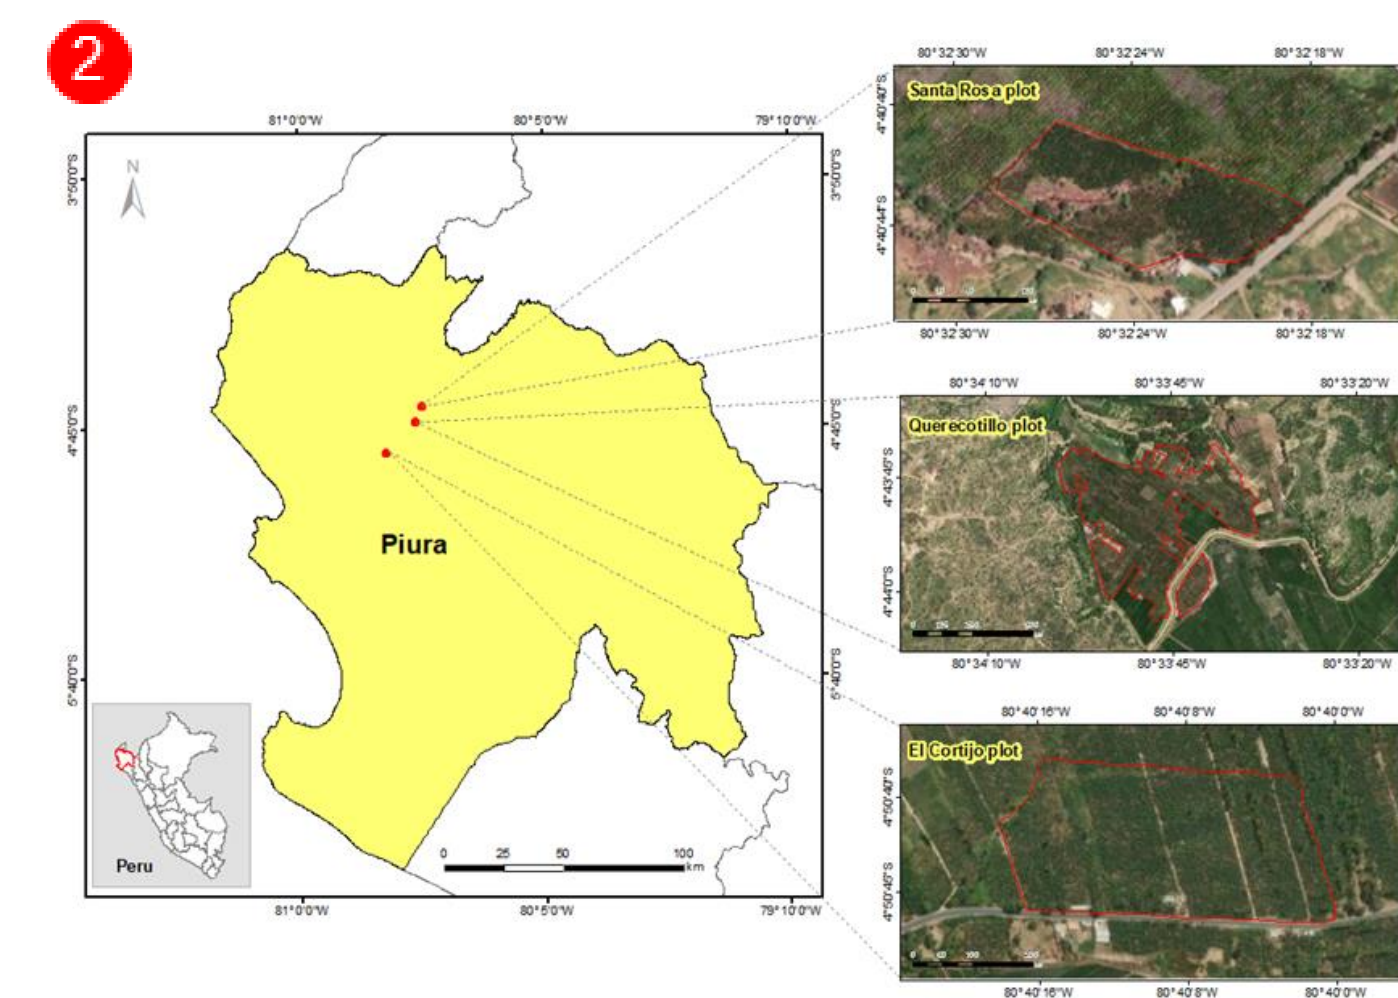 2
81°0'0"W 80°5'0"W 79°10'0"W
N
3°50'0"S
4°45'0"S
5°40'0"S
3°50'0"S
4°45'0"S
5°40'0"S
Piura
Peru
0 25 50 100
km
81°0'0"W 80°5'0"W 79°10'0"W
80°32'30"W 80°32'24"W 80°32'18"W
Santa Rosa plot
4°40'40"S
4°40'44"S
80°32'30"W 80°32'24"W 80°32'18"W
80°34'10"W 80°33'45"W 80°33'20"W
Querecotillo plot
4°43'45"S
4°44'0"S
80°34'10"W 80°33'45"W 80°33'20"W
80°40'16"W 80°40'8"W 80°40'0"W
El Cortijo plot
4°50'40"S
4°50'45"S
80°40'16"W 80°40'8"W 80°40'0"W